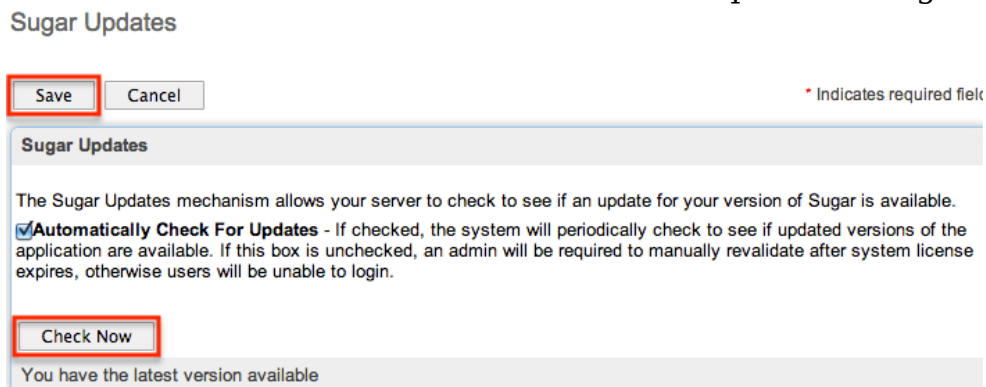 Sugar Updates
Save Cancel * Indicates required field
Sugar Updates
The Sugar Updates mechanism allows your server to check to see if an update for your version of Sugar is available.
Automatically Check For Updates - If checked, the system will periodically check to see if updated versions of the
application are available. If this box is unchecked, an admin will be required to manually revalidate after system license
expires, otherwise users will be unable to login.
Check Now
You have the latest version available